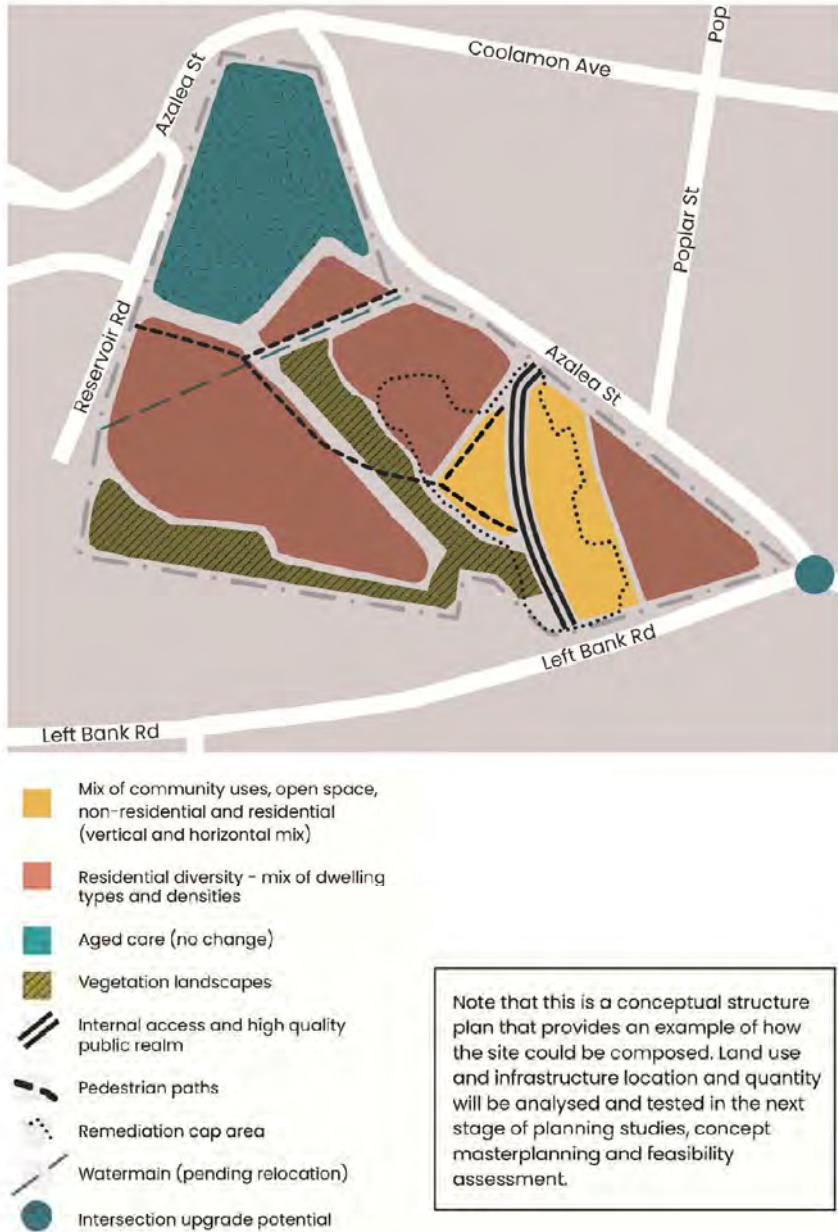 Pop
Coolamon Ave
Azalea St
Poplar St
Reservoir Rd
Azalea St
Left Bank Rd
Left Bank Rd
Mix of community uses, open space,
non-residential and residential
(vertical and horizontal mix)
Residential diversity - mix of dwelling
types and densities
Aged care (no change)
Vegetation landscapes
Internal access and high quality
public realm
Pedestrian paths
Remediation cap area
Watermain (pending relocation)
Intersection upgrade potential
Note that this is a conceptual structure
plan that provides an example of how
the site could be composed. Land use
and infrastructure location and quantity
will be analysed and tested in the next
stage of planning studies, concept
masterplanning and feasibility
assessment.